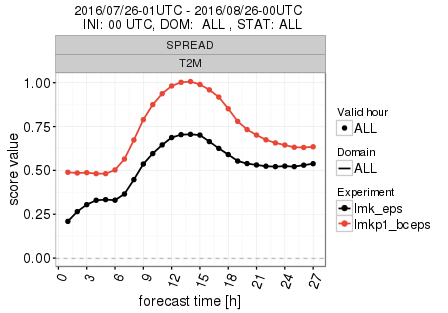 2016/07/26-01UTC - 2016/08/26-00UTC
INI: 00 UTC, DOM: ALL , STAT: ALL
SPREAD
T2M
score value
1.00
0.75
0.50
0.25
0.00
0 3 6 9 12 15 18 21 24 27
forecast time [h]
Valid hour
ALL
Domain
ALL
Experiment
lmk_eps
lmkp1_bceps